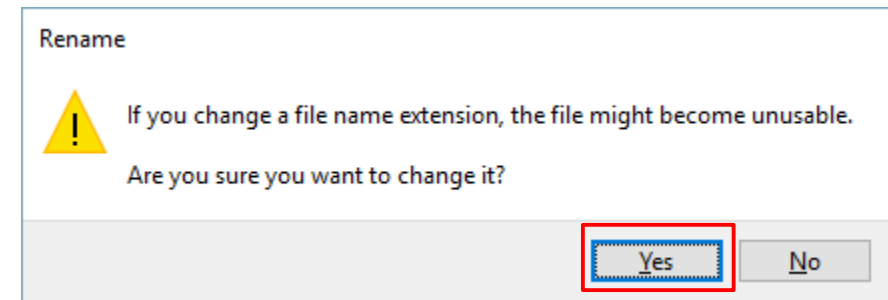 Rename
If you change a file name extension, the file might become unusable.
Are you sure you want to change it?
Yes No